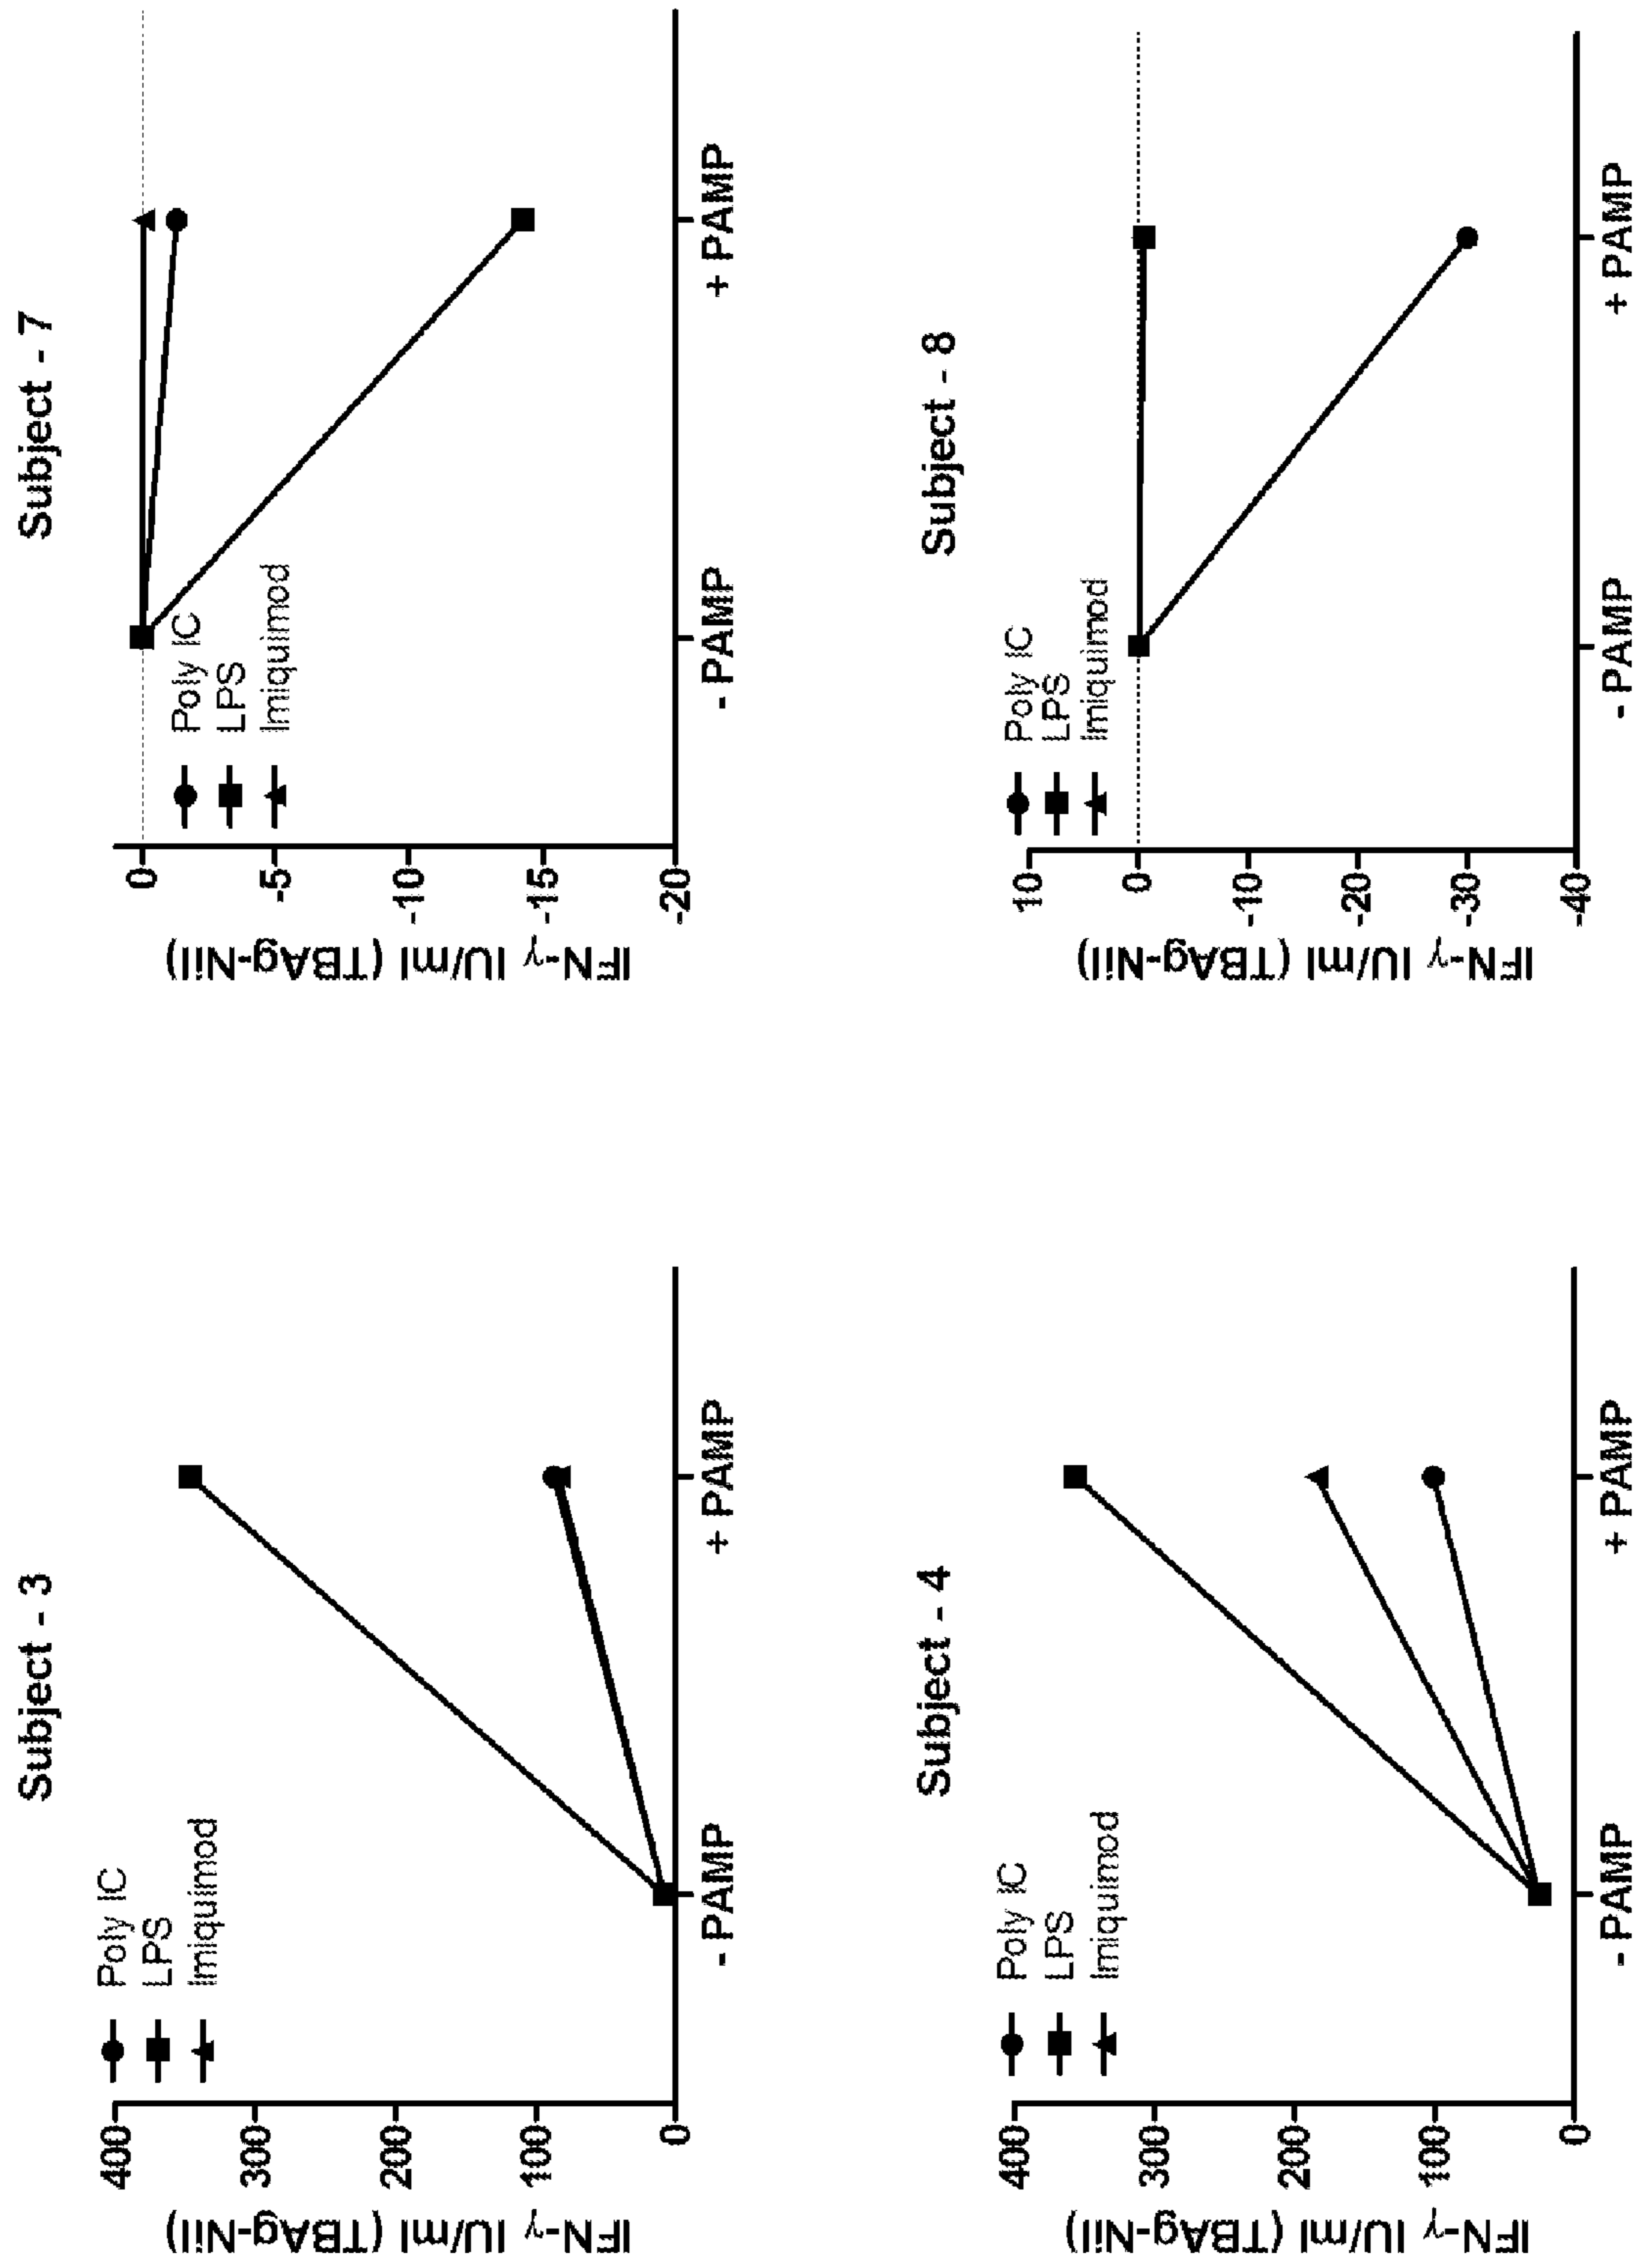 Subject - 3
IFN-γ IU/ml (TBAg-Nil)
400
300
200
100
0
Poly IC
LPS
Imiquimod
- PAMP
+ PAMP
Subject - 7
IFN-γ IU/ml (TBAg-Nil)
0
-5
-10
-15
-20
Poly IC
LPS
Imiquimod
- PAMP
+ PAMP
Subject - 4
IFN-γ IU/ml (TBAg-Nil)
400
300
200
100
0
Poly IC
LPS
Imiquimod
- PAMP
+ PAMP
Subject - 8
IFN-γ IU/ml (TBAg-Nil)
10
0
-10
-20
-30
-40
Poly IC
LPS
Imiquimod
- PAMP
+ PAMP